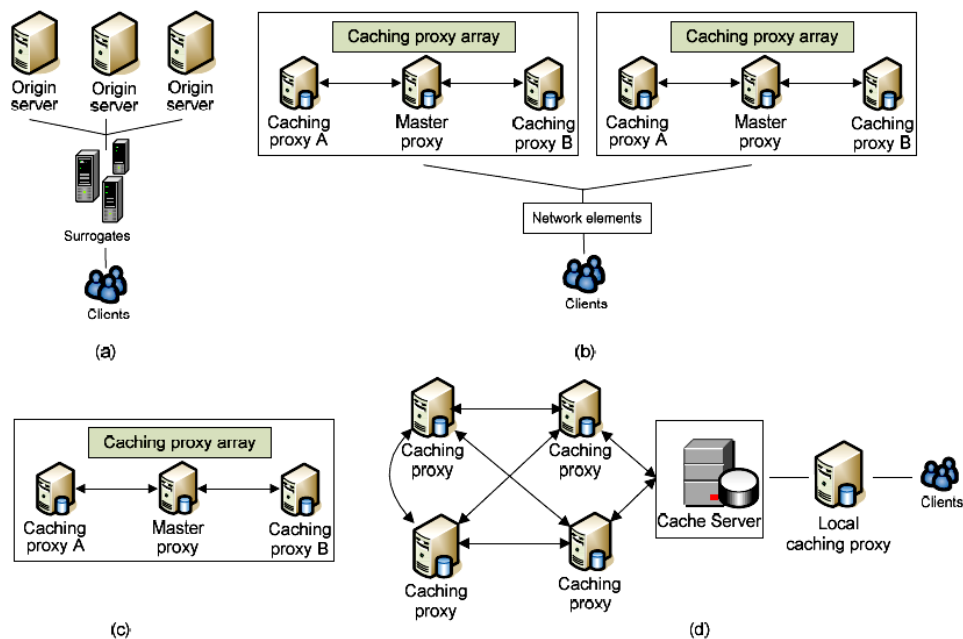 Origin
server
Origin
server
Origin
server
Surrogates
Clients
(a)
Caching proxy array
Caching
proxy A
Master
proxy
Caching
proxy B
Caching proxy array
Caching
proxy A
Master
proxy
Caching
proxy B
Network elements
Clients
(b)
Caching proxy array
Caching
proxy A
Master
proxy
Caching
proxy B
(c)
Caching
proxy
Caching
proxy
Caching
proxy
Caching
proxy
Cache Server
Local
caching proxy
Clients
(d)